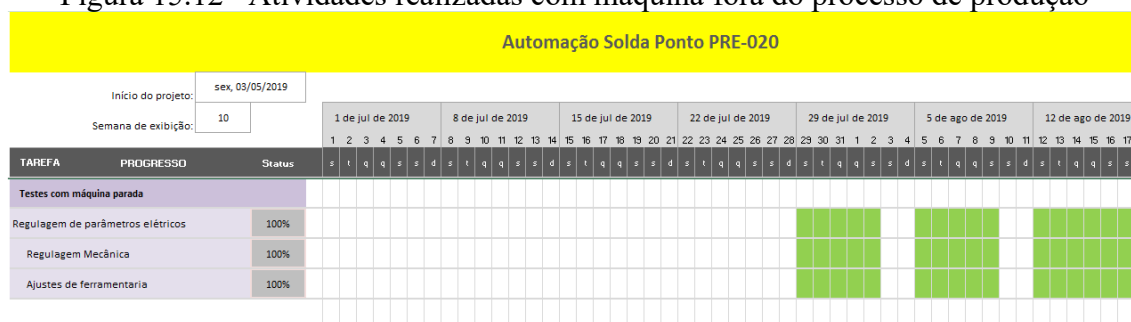 Figura 15.12 - Atividades realizadas com máquina fora do processo de produção
Automação Solda Ponto PRE-020
Início do projeto: sex, 03/05/2019
Semana de exibição: 10
1 de jul de 2019 8 de jul de 2019 15 de jul de 2019 22 de jul de 2019 29 de jul de 2019 5 de ago de 2019 12 de ago de 2019
1 2 3 4 5 6 7 8 9 10 11 12 13 14 15 16 17 18 19 20 21 22 23 24 25 26 27 28 29 30 31 1 2 3 4 5 6 7 8 9 10 11 12 13 14 15 16 17
TAREFA PROGRESSO Status s t q q s s d s t q q s s d s t q q s s d s t q q s s d s t q q s s d s t q q s s d s t q q s s
Testes com máquina parada
Regulagem de parâmetros elétricos 100%
Regulagem Mecânica 100%
Ajustes de ferramentaria 100%